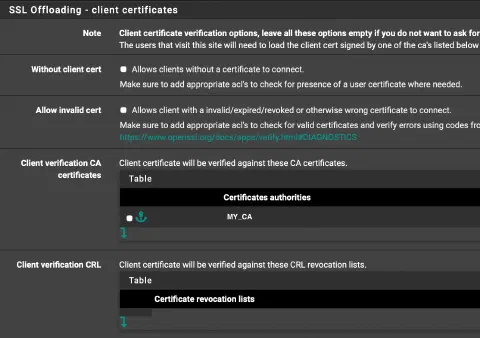 SSL Offloading - client certificates
Note
Client certificate verification options, leave all these options empty if you do not want to ask for
The users that visit this site will need to load the client cert signed by one of the ca's listed below
Without client cert
Allows clients without a certificate to connect.
Make sure to add appropriate acl's to check for presence of a user certificate where needed.
Allow invalid cert
Allows client with a invalid/expired/revoked or otherwise wrong certificate to connect.
Make sure to add appropriate acl's to check for valid certificates and verify errors using codes from
https://www.openssl.org/docs/apps/verify.html#DIAGNOSTICS
Client verification CA
certificates
Client certificate will be verified against these CA certificates.
Table
Certificates authorities
MY_CA
Client verification CRL
Client certificate will be verified against these CRL revocation lists.
Table
Certificate revocation lists